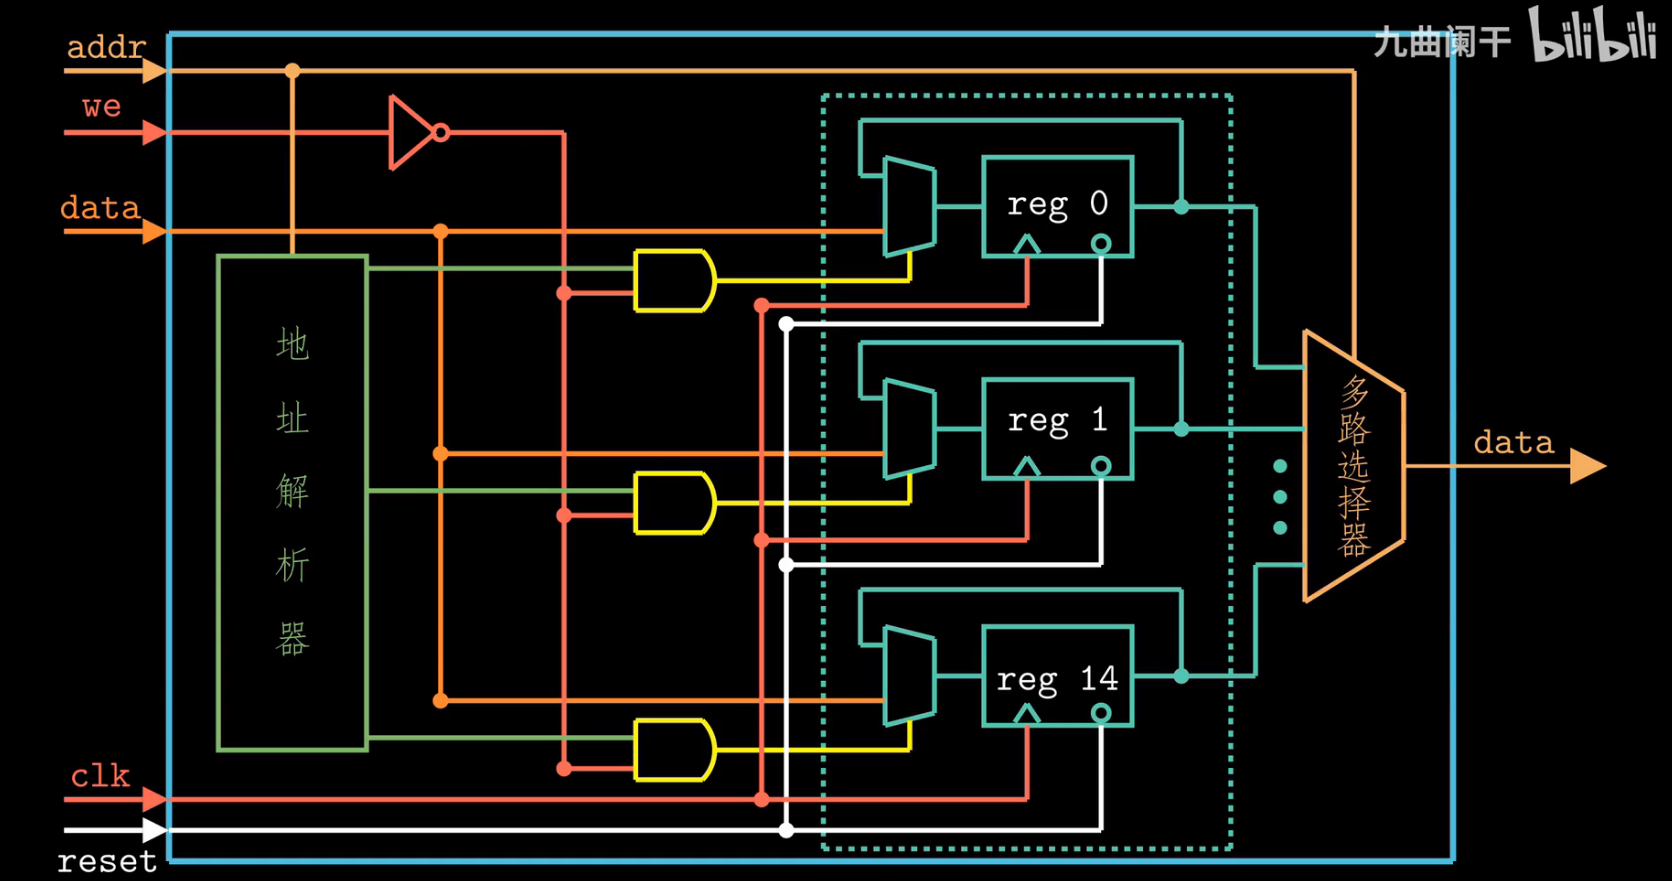 九曲阑干 bilibili
addr
we
data
reg 0
地址解析器
reg 1
多路选择器
data
reg 14
clk
reset